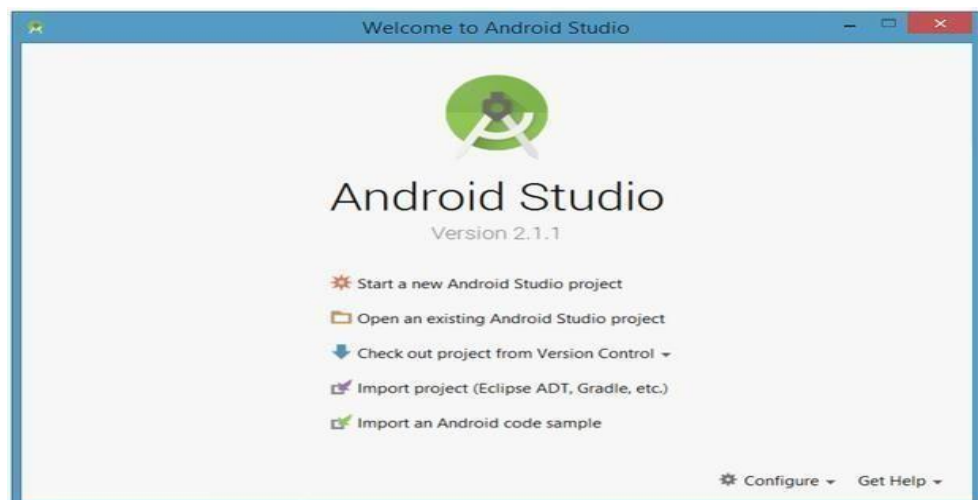 Welcome to Android Studio
Android Studio
Version 2.1.1
Start a new Android Studio project
Open an existing Android Studio project
Check out project from Version Control
Import project (Eclipse ADT, Gradle, etc.)
Import an Android code sample
Configure Get Help